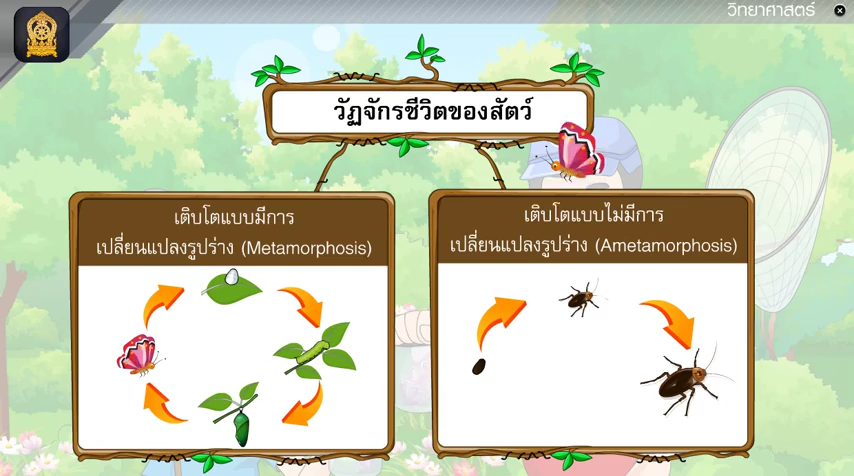 วิทยาศาสตร์
วัฏจักรชีวิตของสัตว์
เติบโตแบบมีการ
เปลี่ยนแปลงรูปร่าง (Metamorphosis)
เติบโตแบบไม่มีการ
เปลี่ยนแปลงรูปร่าง (Ametamorphosis)